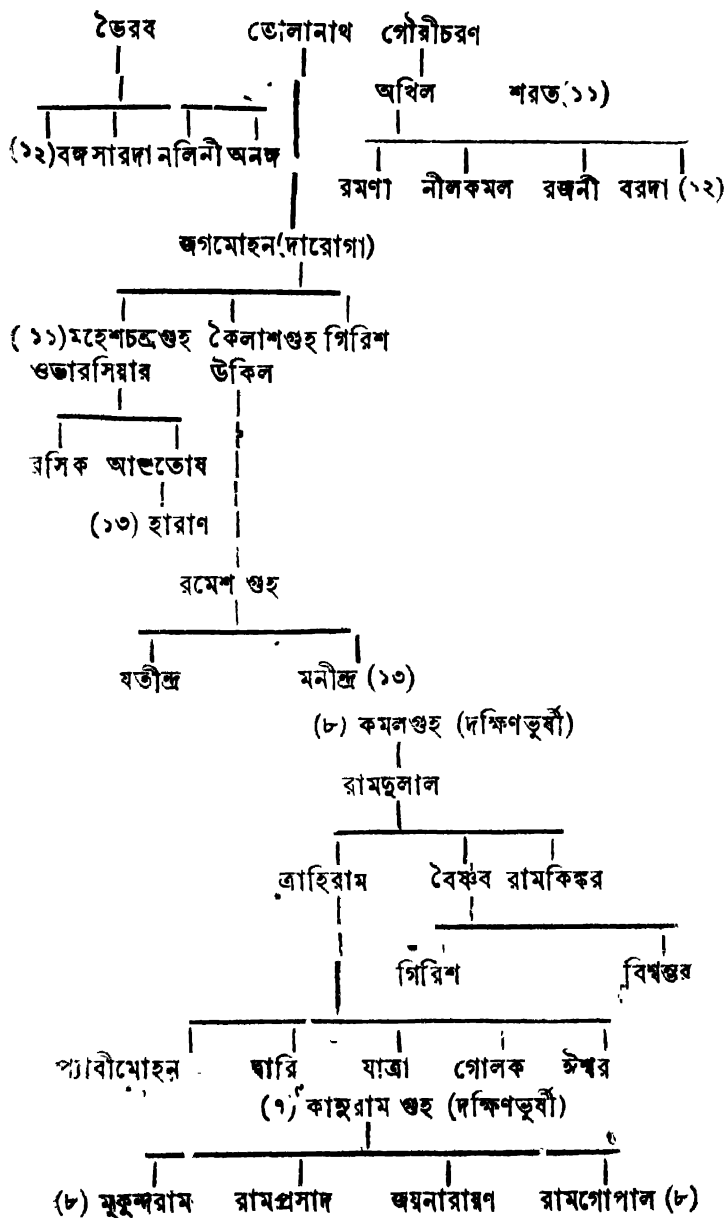 ভৈরব ভোলানাথ গৌরীচরণ
অখিল শরত(১১)
(১২)বঙ্গ সারদা নলিনী অনঙ্গ
রমণী নীলকমল রজনী বরদা (১২)
জগমোহন(দারোগা)
(১১)মহেশচন্দ্রগুহ কৈলাশগুহ গিরিশ
ওভারসিয়ার উকিল
রসিক আশুতোষ
(১৩) হারাণ
রমেশ গুহ
যতীন্দ্র মনীন্দ্র (১৩)
(৮) কমলগুহ (দক্ষিণভূর্ষী)
রামদুলাল
ত্রাহিরাম বৈষ্ণব রামকিঙ্কর
গিরিশ বিশ্বম্ভর
প্যাবীমোহন দ্বারি যাত্রা গোলক ঈশ্বর
(৭) কানুরাম গুহ (দক্ষিণভূর্ষী)
(৮) মুকুন্দরাম রামপ্রসাদ জয়নারায়ণ রামগোপাল (৮)